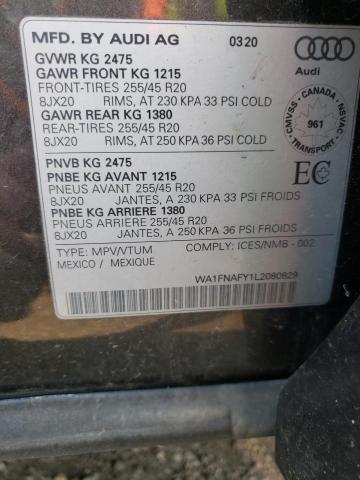 MFD. BY AUDI AG 03 20
GVWR KG 2475
GAWR FRONT KG 1215
FRONT-TIRES 255/45 R20
8JX20 RIMS, AT 230 KPA 33 PSI COLD
GAWR REAR KG 1380
REAR-TIRES 255/45 R20
8JX20 RIMS, AT 250 KPA 36 PSI COLD
PNVB KG 2475
PNBE KG AVANT 1215
PNEUS AVANT 255/45 R20
8JX20 JANTES, A 230 KPA 33 PSI FROIDS
PNBE KG ARRIERE 1380
PNEUS ARRIERE 255/45 R20
8JX20 JANTES, A 250 KPA 36 PSI FROIDS
TYPE: MPV/VTUM COMPLY: ICES/NMB - 002
MEXICO / MEXIQUE
WA1FNAFY1L2080829
Audi
CMVSS - CANADA - NSVAC
961
TRANSPORT
EC